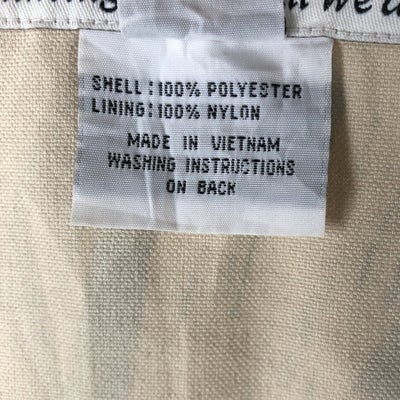 SHELL:100% POLYESTER
LINING:100% NYLON
MADE IN VIETNAM
WASHING INSTRUCTIONS
ON BACK